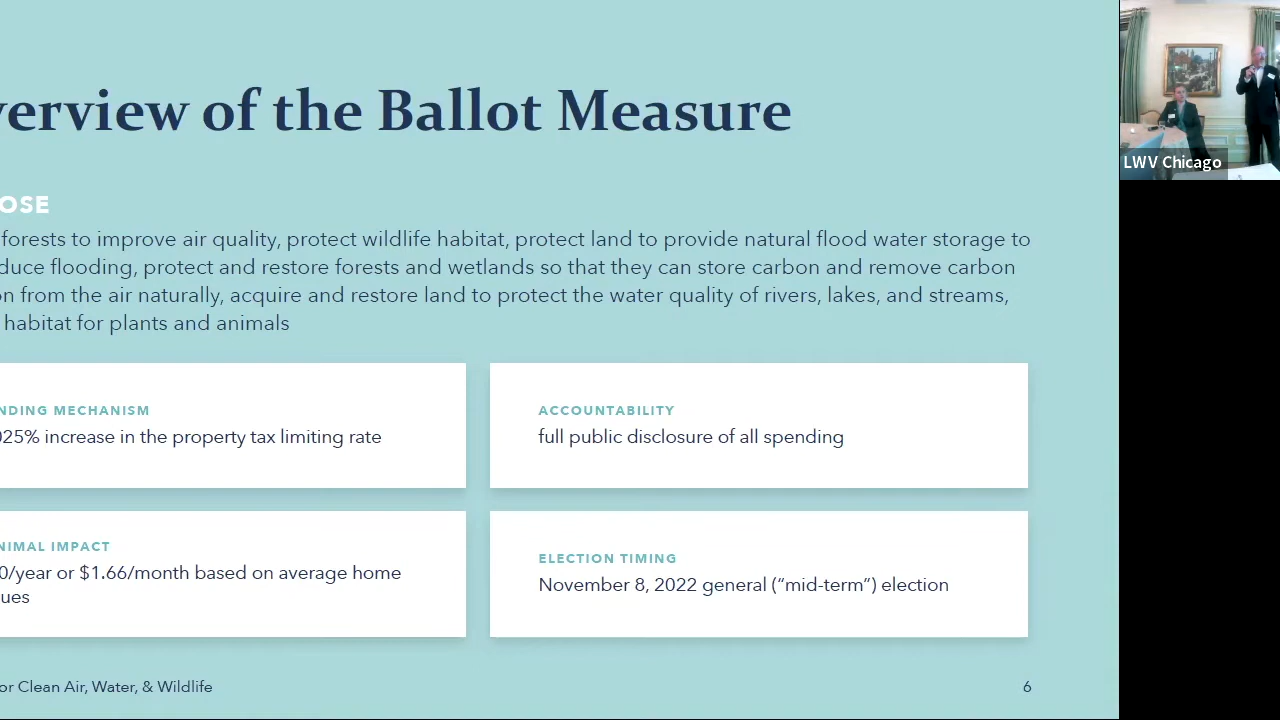 verview of the Ballot Measure
OSE
forests to improve air quality, protect wildlife habitat, protect land to provide natural flood water storage to
duce flooding, protect and restore forests and wetlands so that they can store carbon and remove carbon
on from the air naturally, acquire and restore land to protect the water quality of rivers, lakes, and streams,
habitat for plants and animals
NDING MECHANISM
025% increase in the property tax limiting rate
ACCOUNTABILITY
full public disclosure of all spending
NIMAL IMPACT
0/year or $1.66/month based on average home
ues
ELECTION TIMING
November 8, 2022 general (“mid-term”) election
or Clean Air, Water, & Wildlife
6
LWV Chicago